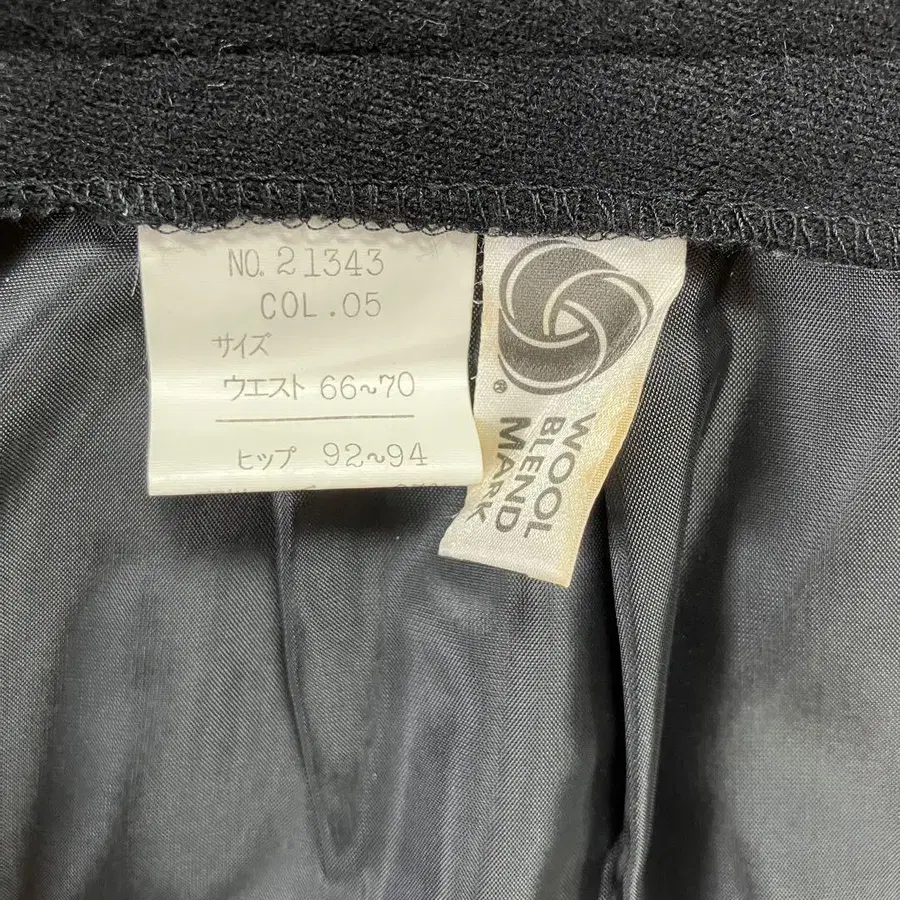 NO. 21343
COL. 05
サイズ
ウエスト 66~70
ヒップ 92~94
®
WOOL
BLEND
MARK